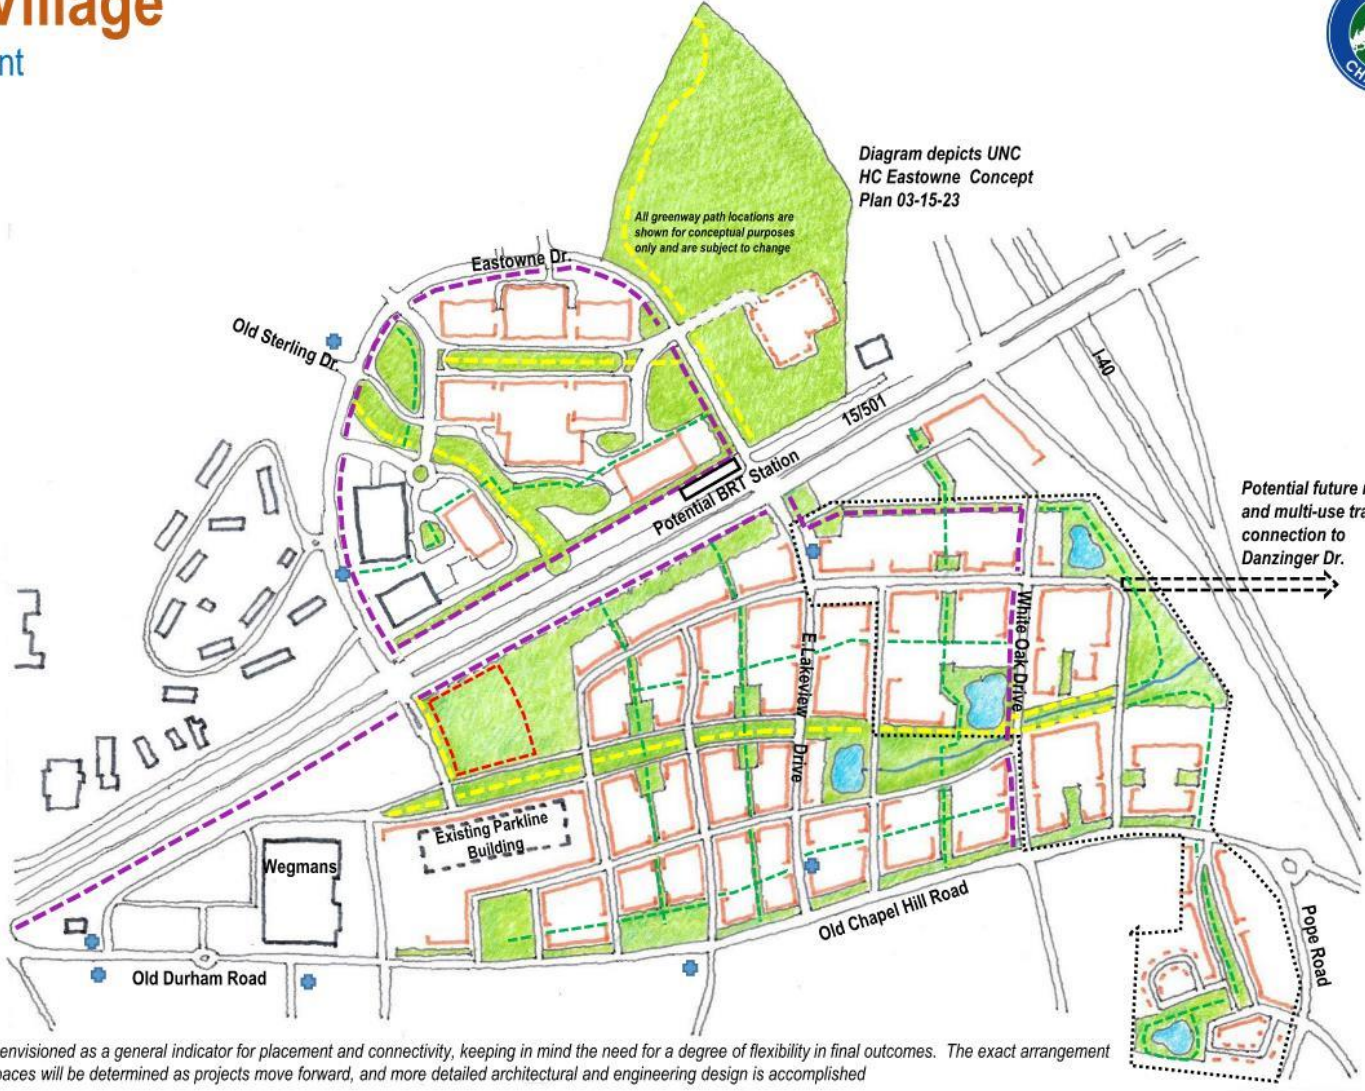 Village
nt
CH
Diagram depicts UNC
HC Eastowne Concept
Plan 03-15-23
All greenway path locations are
shown for conceptual purposes
only and are subject to change
Eastowne Dr.
Old Sterling Dr.
I-40
15/501
Potential BRT Station
Potential future
and multi-use tra
connection to
Danzinger Dr.
White Oak Drive
E Lakeview Drive
Existing Parkline
Building
Wegmans
Old Chapel Hill Road
Pope Road
Old Durham Road
envisioned as a general indicator for placement and connectivity, keeping in mind the need for a degree of flexibility in final outcomes. The exact arrangement
paces will be determined as projects move forward, and more detailed architectural and engineering design is accomplished